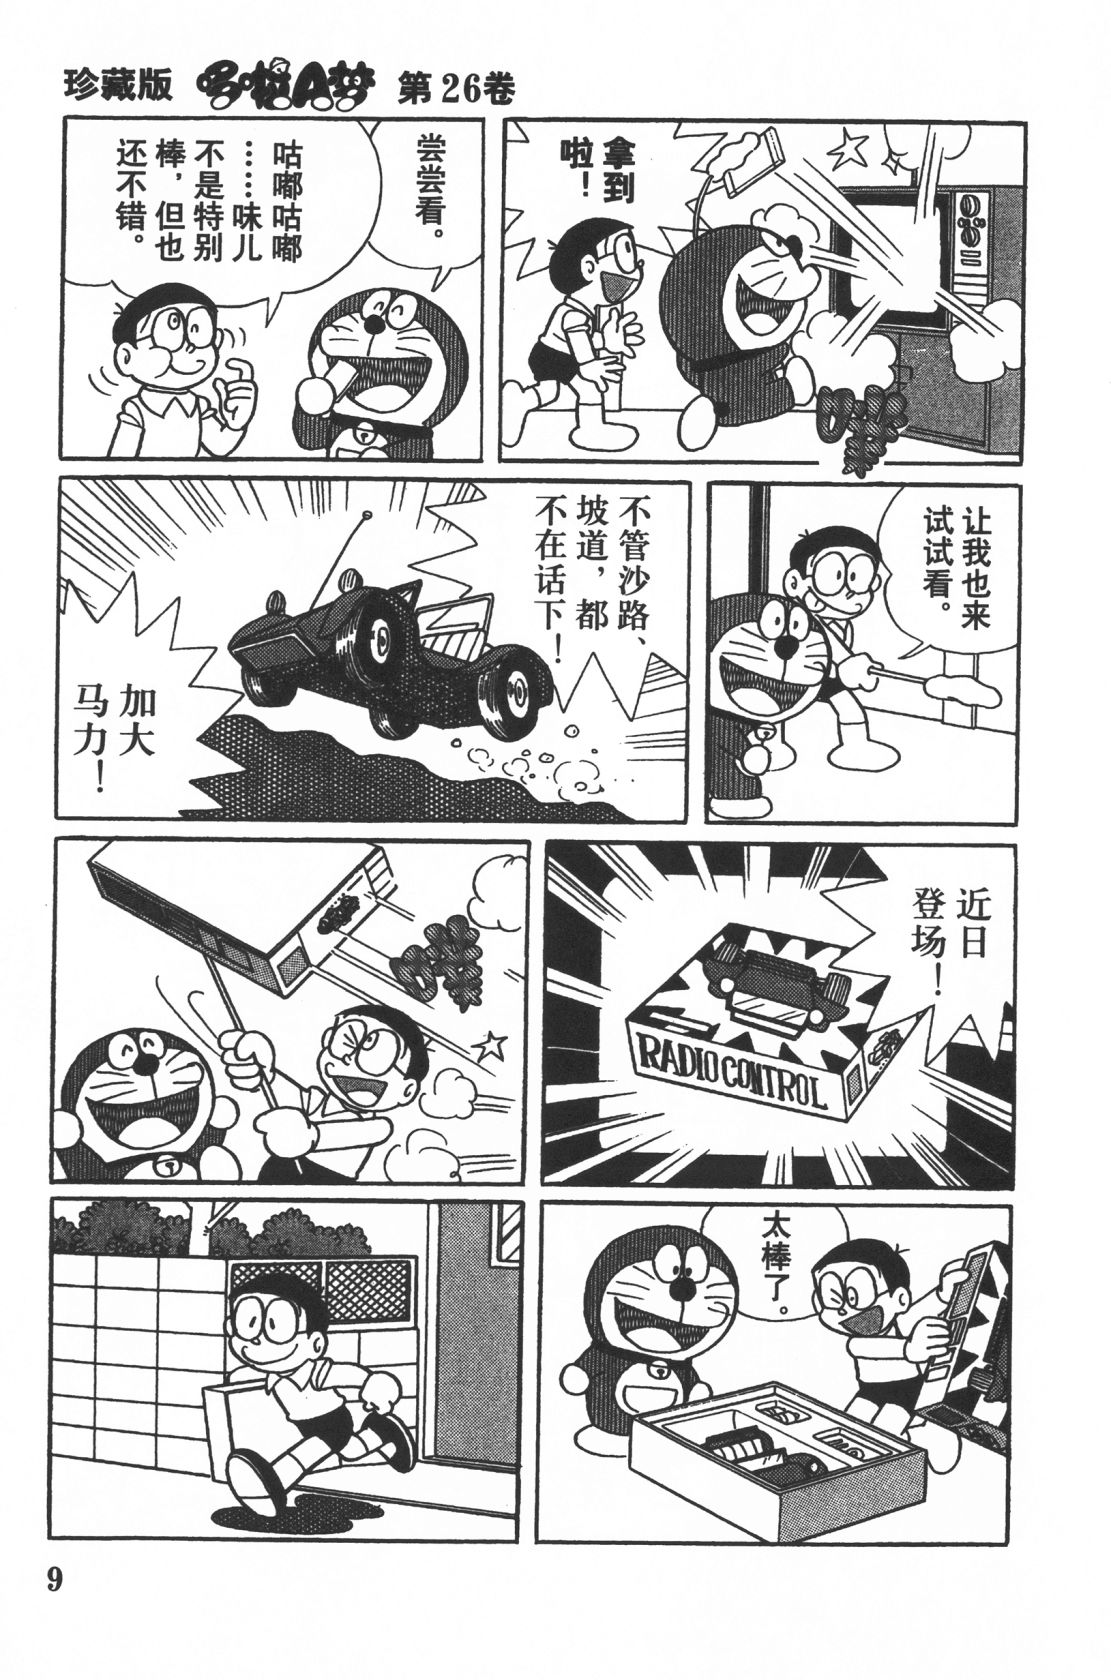 珍藏版 哆啦A梦 第26卷
拿到
啦！
尝尝看。
咕嘟咕嘟
……味儿
不是特别
棒，但也
还不错。
让我也来
试试看。
不管沙路、
坡道，都
不在话下！
加大
马力！
近日
登场！
RADIO CONTROL
太棒了。
9